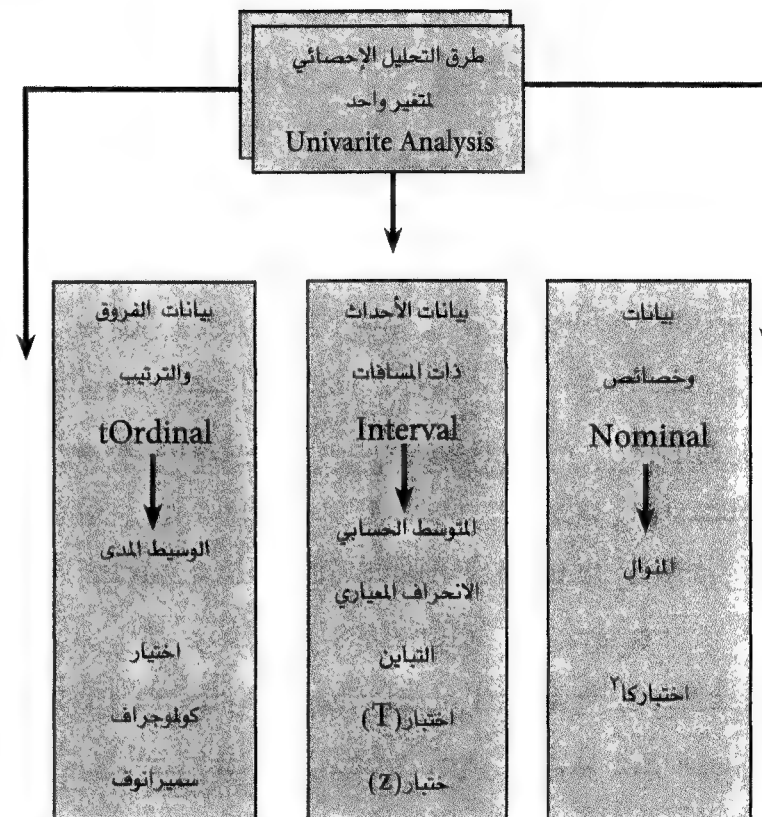 طرق التحليل الإحصائي
لمتغير واحد
Univarite Analysis
بيانات
وخصائص
Nominal
المنوال
اختباركا٢
بيانات الأحداث
ذات المسافات
Interval
المتوسط الحسابي
الانحراف المعياري
التباين
اختبار(T)
ختبار(z)
بيانات الفروق
والترتيب
tOrdinal
الوسيط المدى
اختيار
كولموجراف
سميرانوف